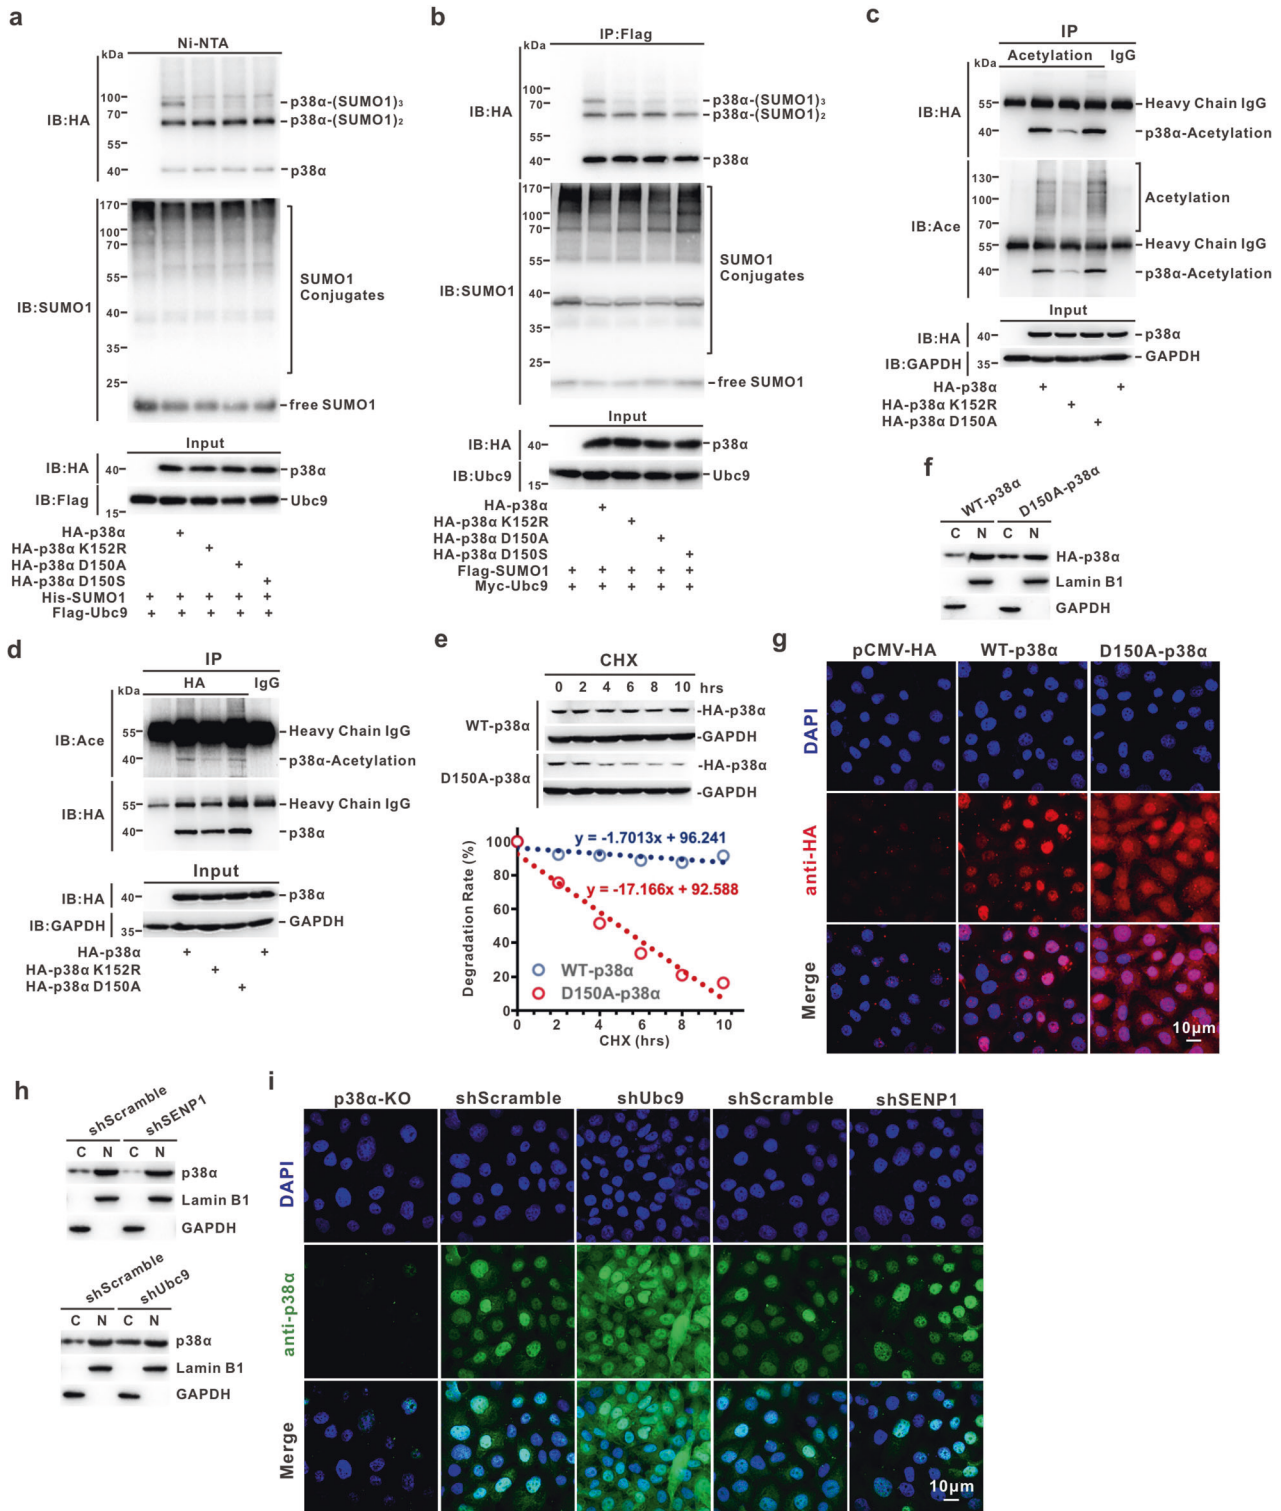 a
Ni-NTA
kDa
IB:HA
100
70
55
40
p38α-(SUMO1)₃
p38α-(SUMO1)₂
p38α
IB:SUMO1
170
100
70
55
40
35
25
SUMO1
Conjugates
free SUMO1
Input
IB:HA 40 p38α
IB:Flag 15 Ubc9
HA-p38α +
HA-p38α K152R +
HA-p38α D150A +
HA-p38α D150S +
His-SUMO1 + + + + +
Flag-Ubc9 + + + + +
b
IP:Flag
kDa
IB:HA
100
70
55
40
p38α-(SUMO1)₃
p38α-(SUMO1)₂
p38α
IB:SUMO1
170
130
100
70
55
40
35
25
SUMO1
Conjugates
free SUMO1
Input
IB:HA 40 p38α
IB:Ubc9 15 Ubc9
HA-p38α +
HA-p38α K152R +
HA-p38α D150A +
HA-p38α D150S +
Flag-SUMO1 + + + + +
Myc-Ubc9 + + + + +
c
IP
Acetylation IgG
kDa
IB:HA
55 Heavy Chain IgG
40 p38α-Acetylation
IB:Ace
130
100
70
Acetylation
55 Heavy Chain IgG
40 p38α-Acetylation
Input
IB:HA 40 p38α
IB:GAPDH 35 GAPDH
HA-p38α + +
HA-p38α K152R +
HA-p38α D150A +
d
IP
HA IgG
kDa
IB:Ace
55 Heavy Chain IgG
40 p38α-Acetylation
IB:HA
55 Heavy Chain IgG
40 p38α
Input
IB:HA 40 p38α
IB:GAPDH 35 GAPDH
HA-p38α + +
HA-p38α K152R +
HA-p38α D150A +
e
CHX
0 2 4 6 8 10 hrs
WT-p38α
-HA-p38α
-GAPDH
D150A-p38α
-HA-p38α
-GAPDH
Degradation Rate (%)
100
80
60
40
20
0
y = -1.7013x + 96.241
y = -17.166x + 92.588
WT-p38α
D150A-p38α
0 2 4 6 8 10
CHX (hrs)
f
WT-p38α D150A-p38α
C N C N
HA-p38α
Lamin B1
GAPDH
g
pCMV-HA WT-p38α D150A-p38α
DAPI
anti-HA
Merge
10μm
h
shScramble shSENP1
C N C N
p38α
Lamin B1
GAPDH
shScramble shUbc9
C N C N
p38α
Lamin B1
GAPDH
i
p38α-KO shScramble shUbc9 shScramble shSENP1
DAPI
anti-p38α
Merge
10μm